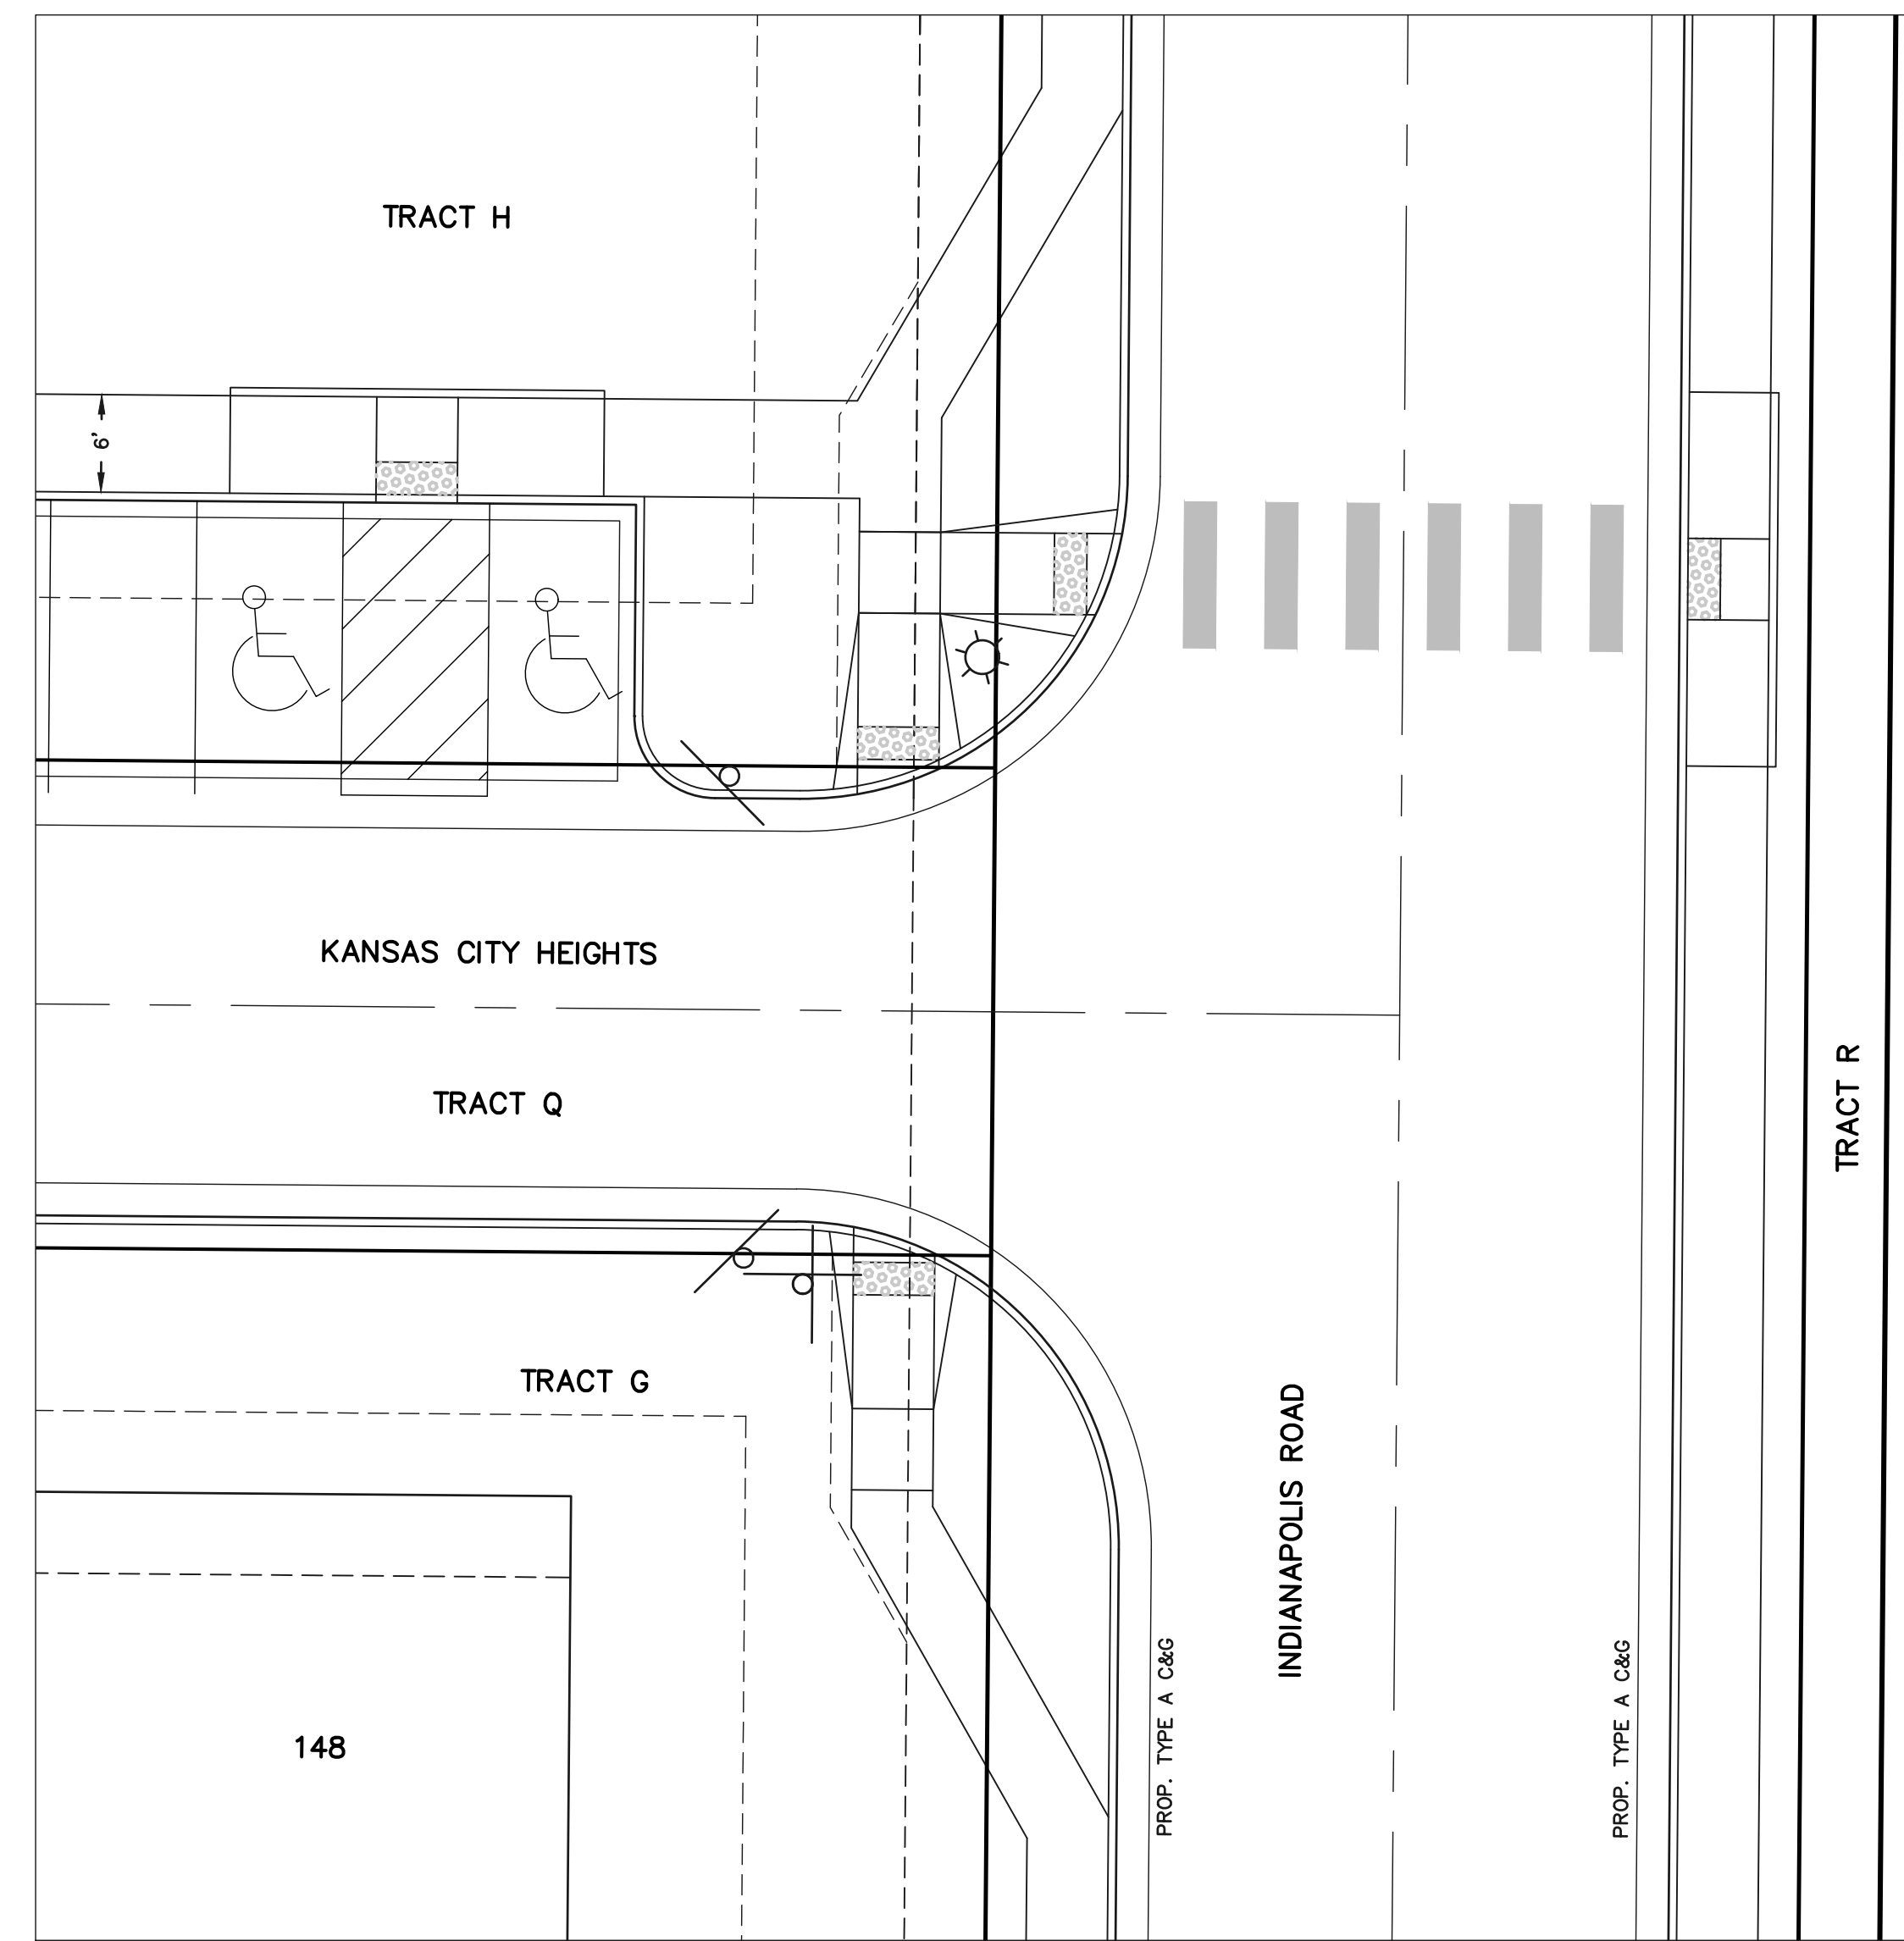 TRACT H
6'
KANSAS CITY HEIGHTS
TRACT Q
TRACT R
TRACT G
INDIANAPOLIS ROAD
PROP. TYPE A C&G
PROP. TYPE A C&G
148